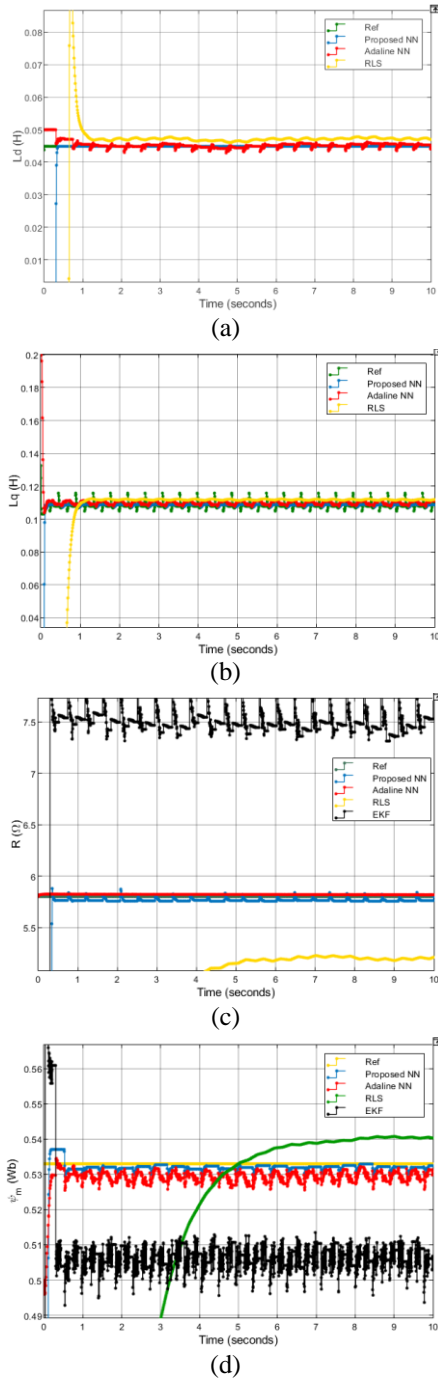 Ref
Proposed NN
Adaline NN
RLS
0.08
0.07
0.06
0.05
0.04
0.03
0.02
0.01
Ld (H)
0 1 2 3 4 5 6 7 8 9 10
Time (seconds)
(a)
Ref
Proposed NN
Adaline NN
RLS
0.2
0.18
0.16
0.14
0.12
0.1
0.08
0.06
0.04
Lq (H)
0 1 2 3 4 5 6 7 8 9 10
Time (seconds)
(b)
Ref
Proposed NN
Adaline NN
RLS
EKF
7.5
7
6.5
6
5.5
R (Ω)
0 1 2 3 4 5 6 7 8 9 10
Time (seconds)
(c)
Ref
Proposed NN
Adaline NN
RLS
EKF
0.56
0.55
0.54
0.53
0.52
0.51
0.5
0.49
ψm (Wb)
0 1 2 3 4 5 6 7 8 9 10
Time (seconds)
(d)